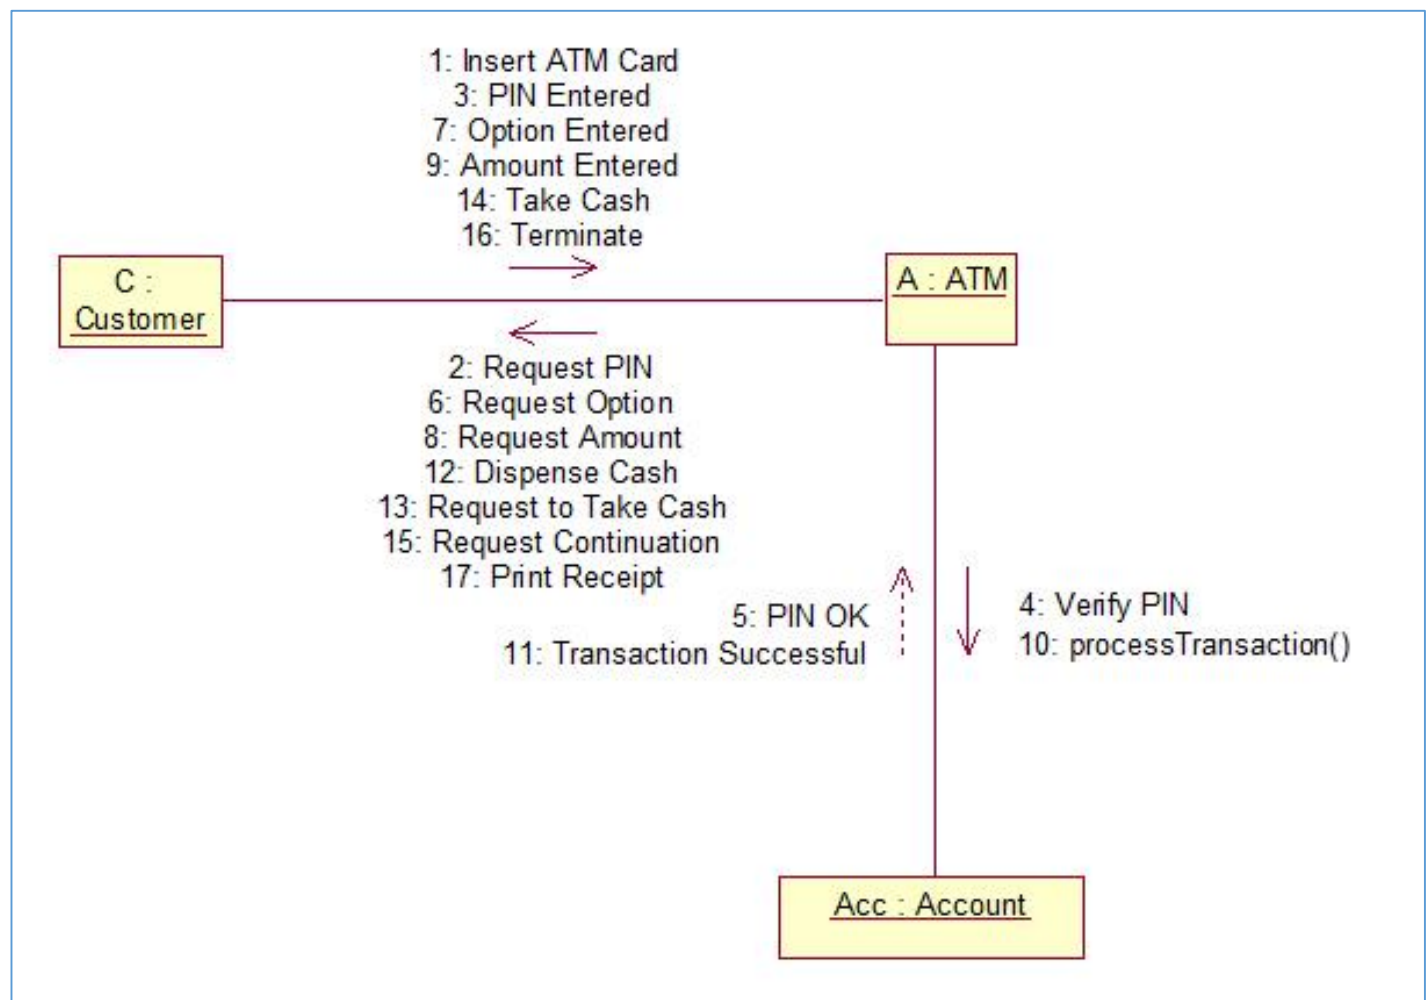 1: Insert ATM Card
3: PIN Entered
7: Option Entered
9: Amount Entered
14: Take Cash
16: Terminate
C :
Customer
A : ATM
2: Request PIN
6: Request Option
8: Request Amount
12: Dispense Cash
13: Request to Take Cash
15: Request Continuation
17: Print Receipt
5: PIN OK
11: Transaction Successful
4: Verify PIN
10: processTransaction()
Acc : Account